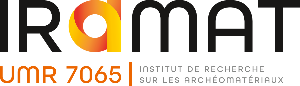 IRAMAT
UMR 7065 | INSTITUT DE RECHERCHE
SUR LES ARCHÉOMATÉRIAUX